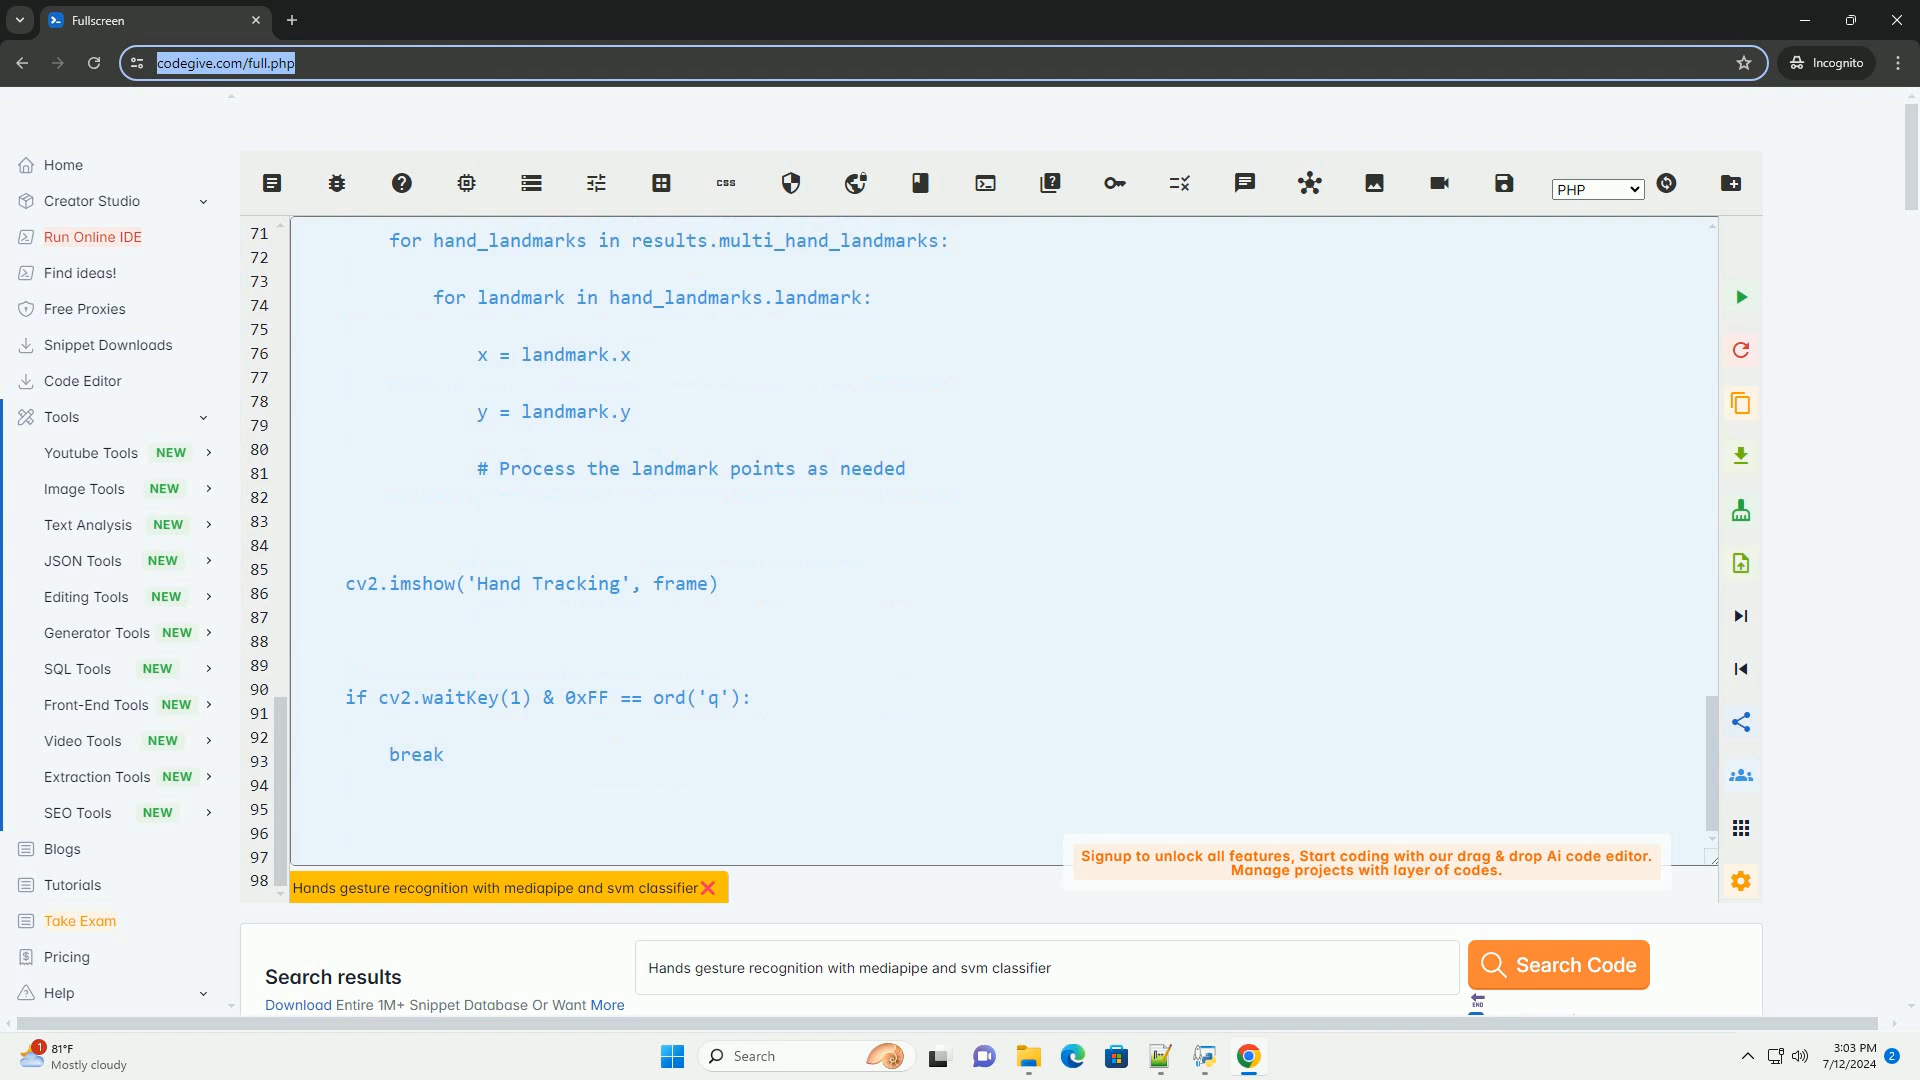 Fullscreen
codegive.com/full.php
Incognito
Home
Creator Studio
Run Online IDE
Find ideas!
Free Proxies
Snippet Downloads
Code Editor
Tools
Youtube Tools NEW
Image Tools NEW
Text Analysis NEW
JSON Tools NEW
Editing Tools NEW
Generator Tools NEW
SQL Tools NEW
Front-End Tools NEW
Video Tools NEW
Extraction Tools NEW
SEO Tools NEW
Blogs
Tutorials
Take Exam
Pricing
Help
CSS
PHP
71
72
73
74
75
76
77
78
79
80
81
82
83
84
85
86
87
88
89
90
91
92
93
94
95
96
97
98
for hand_landmarks in results.multi_hand_landmarks:
for landmark in hand_landmarks.landmark:
x = landmark.x
y = landmark.y
# Process the landmark points as needed
cv2.imshow('Hand Tracking', frame)
if cv2.waitKey(1) & 0xFF == ord('q'):
break
Signup to unlock all features, Start coding with our drag & drop Ai code editor.
Manage projects with layer of codes.
Hands gesture recognition with mediapipe and svm classifier
Search results
Download Entire 1M+ Snippet Database Or Want More
Hands gesture recognition with mediapipe and svm classifier
Search Code
END
1
81°F
Mostly cloudy
Search
3:03 PM
7/12/2024
2